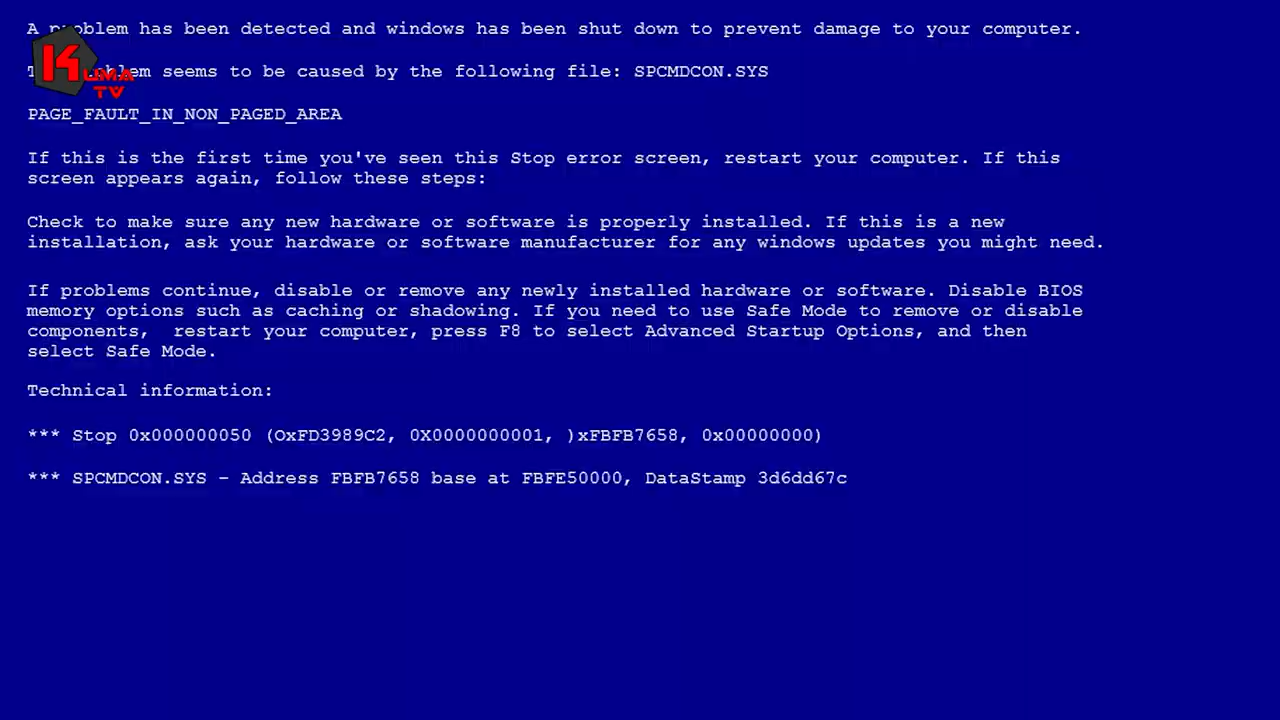 A problem has been detected and windows has been shut down to prevent damage to your computer.
KUMA
TV
problem seems to be caused by the following file: SPCMDCON.SYS
PAGE_FAULT_IN_NON_PAGED_AREA
If this is the first time you've seen this Stop error screen, restart your computer. If this
screen appears again, follow these steps:
Check to make sure any new hardware or software is properly installed. If this is a new
installation, ask your hardware or software manufacturer for any windows updates you might need.
If problems continue, disable or remove any newly installed hardware or software. Disable BIOS
memory options such as caching or shadowing. If you need to use Safe Mode to remove or disable
components,  restart your computer, press F8 to select Advanced Startup Options, and then
select Safe Mode.
Technical information:
*** Stop 0x000000050 (OxFD3989C2, 0X0000000001, )xFBFB7658, 0x00000000)
*** SPCMDCON.SYS – Address FBFB7658 base at FBFE50000, DataStamp 3d6dd67c